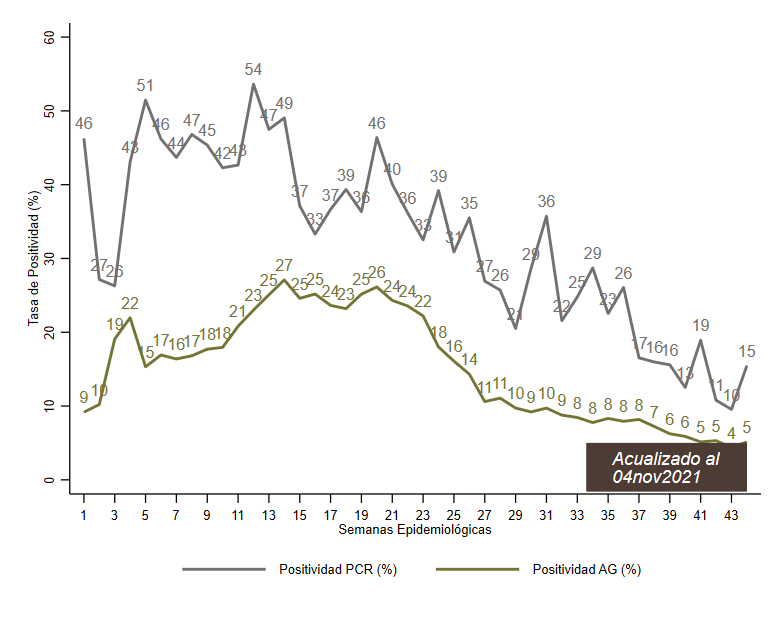 60
50
40
30
20
10
0
Tasa de Positividad (%)
46 27 26 43 51 46 44 47 45 42 43 54 47 49 37 33 37 39 36 46 40 36 33 39 31 35 27 26 21 29 36 22 25 29 23 26 17 16 16 13 19 11 10 15
9 10 19 22 15 17 16 17 18 18 21 23 25 27 25 25 24 23 25 26 24 24 22 18 16 14 11 11 10 9 10 9 8 8 8 8 8 7 6 6 5 5 4 5
Acualizado al
04nov2021
1 3 5 7 9 11 13 15 17 19 21 23 25 27 29 31 33 35 37 39 41 43
Semanas Epidemiológicas
Positividad PCR (%) Positividad AG (%)